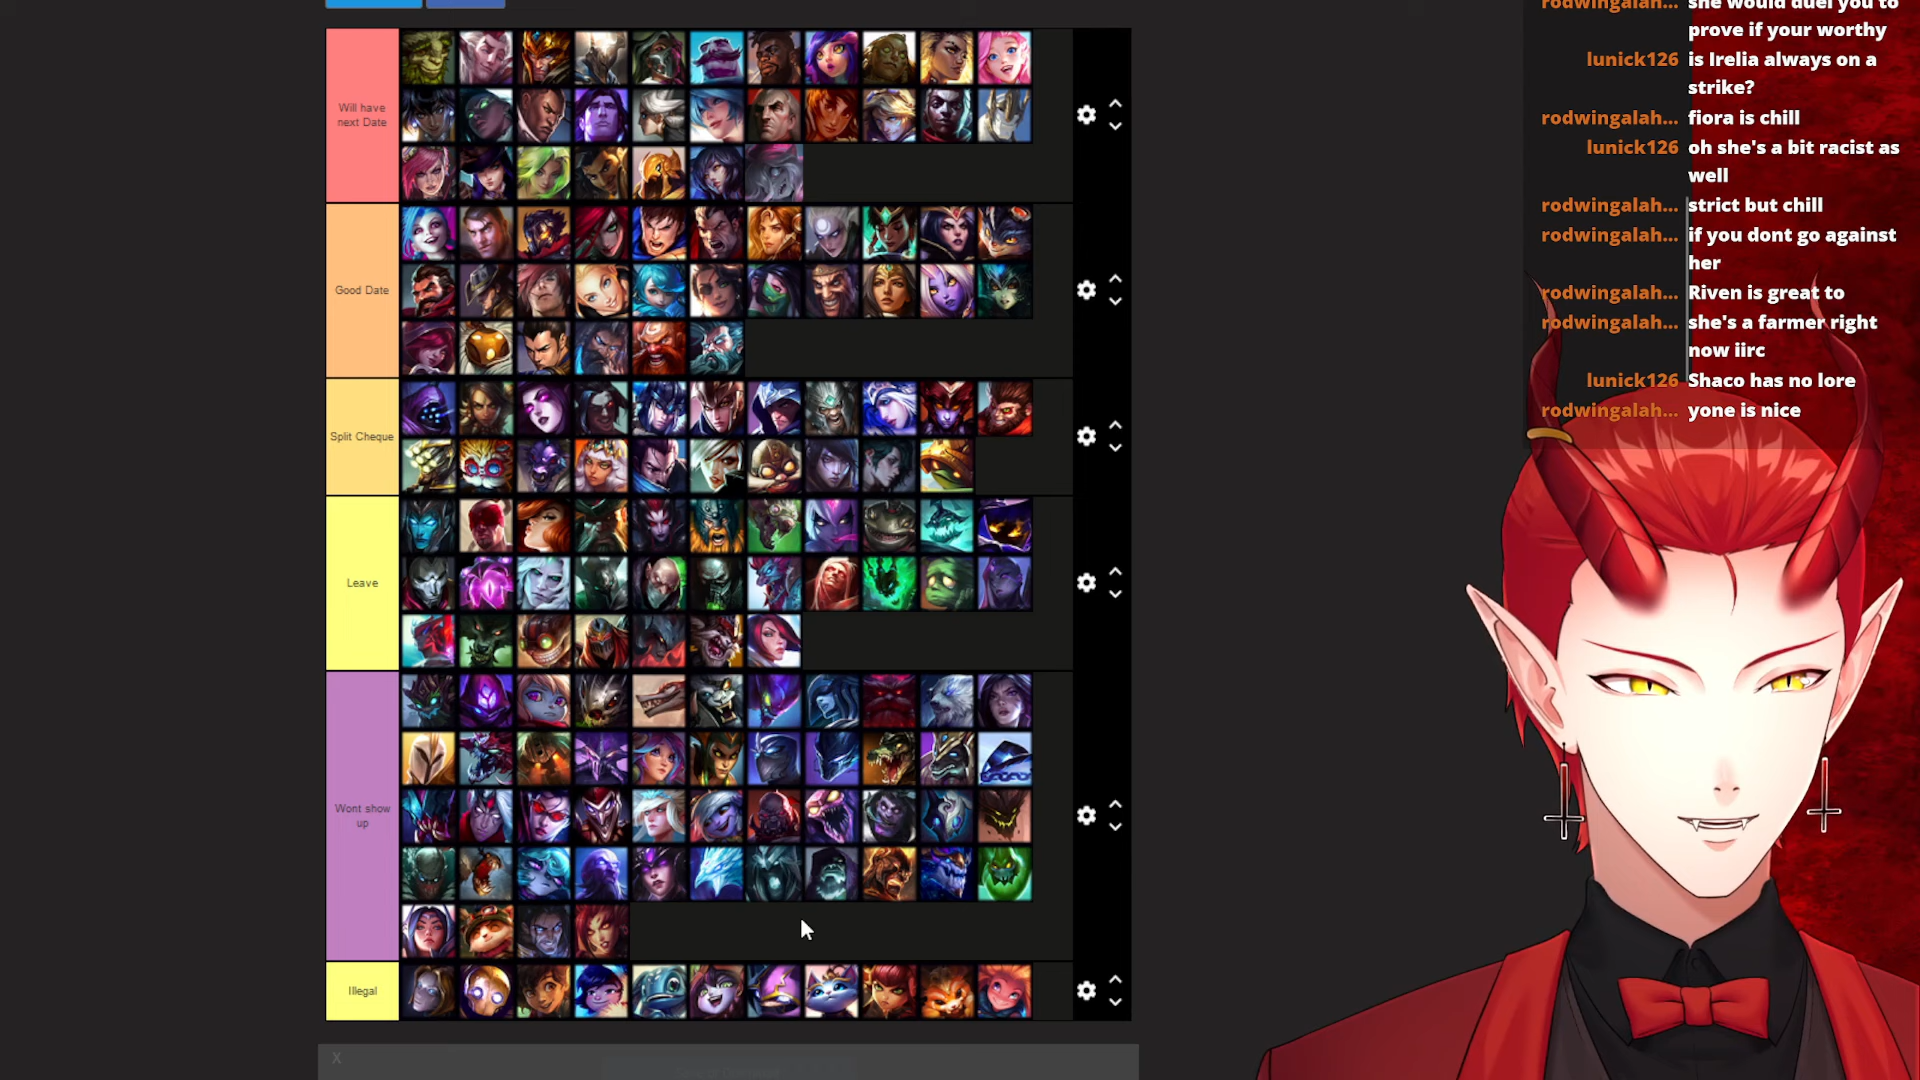 Will have
next Date
Good Date
Split Cheque
Leave
Wont show
up
Illegal
X
rodwingalah... she would duel you to
prove if your worthy
lunick126 is Irelia always on a
strike?
rodwingalah... fiora is chill
lunick126 oh she's a bit racist as
well
rodwingalah... strict but chill
rodwingalah... if you dont go against
her
rodwingalah... Riven is great to
rodwingalah... she's a farmer right
now iirc
lunick126 Shaco has no lore
rodwingalah... yone is nice